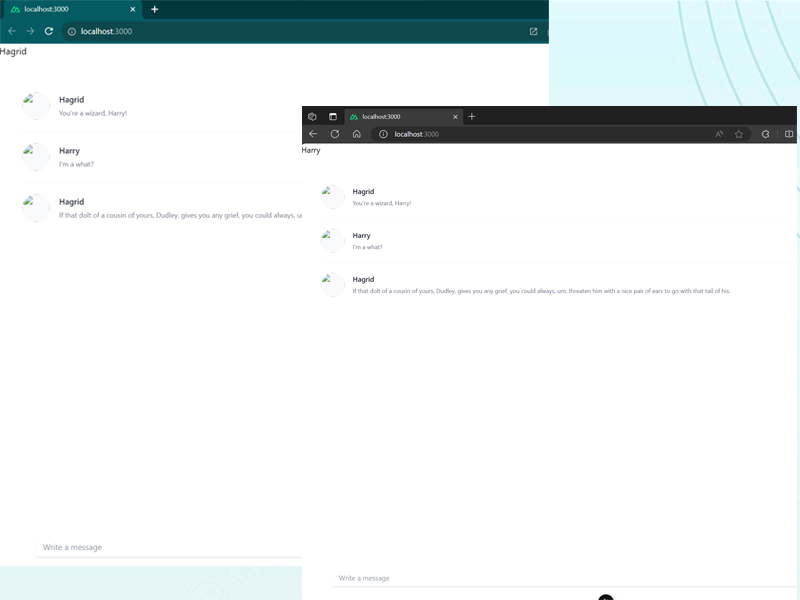 localhost:3000
localhost:3000
Hagrid
Hagrid
You're a wizard, Harry!
Harry
I'm a what?
Hagrid
If that dolt of a cousin of yours, Dudley, gives you any grief, you could always, u
Write a message
localhost:3000
localhost:3000
Harry
Hagrid
You're a wizard, Harry!
Harry
I'm a what?
Hagrid
If that dolt of a cousin of yours, Dudley, gives you any grief, you could always, um, threaten him with a nice pair of ears to go with that tail of his.
Write a message